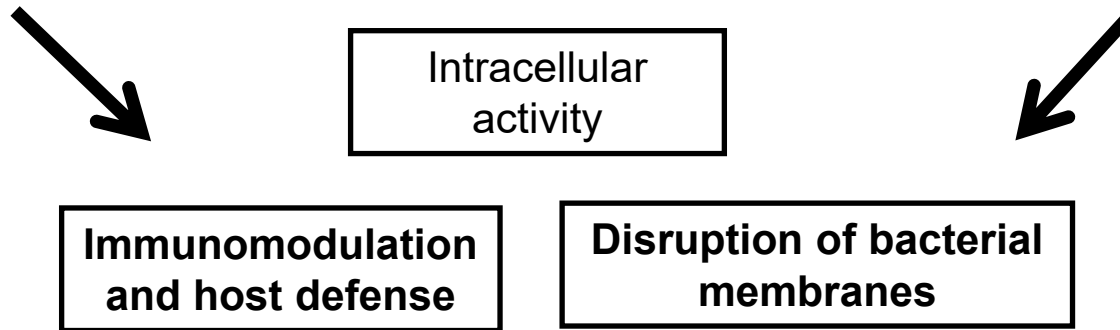 Intracellular
activity
Immunomodulation
and host defense
Disruption of bacterial
membranes